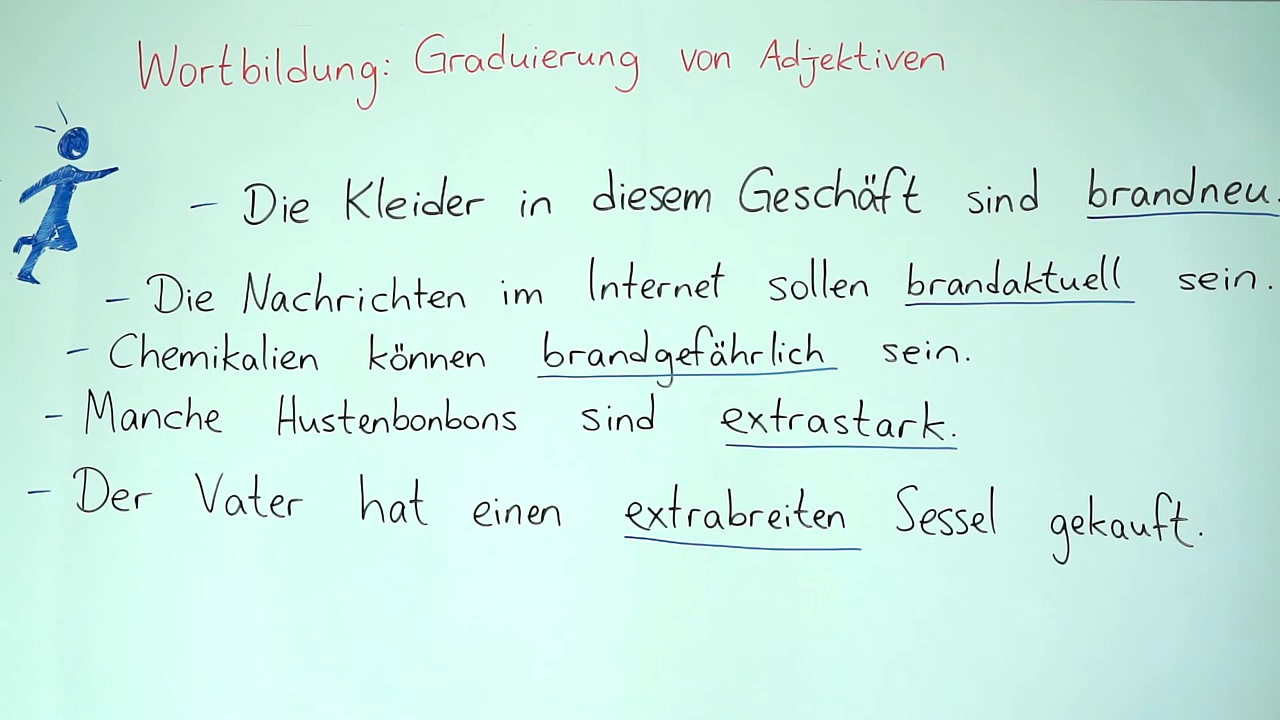 Wortbildung: Graduierung von Adjektiven
- Die Kleider in diesem Geschäft sind brandneu.
- Die Nachrichten im Internet sollen brandaktuell sein.
- Chemikalien können brandgefährlich sein.
- Manche Hustenbonbons sind extrastark.
- Der Vater hat einen extrabreiten Sessel gekauft.